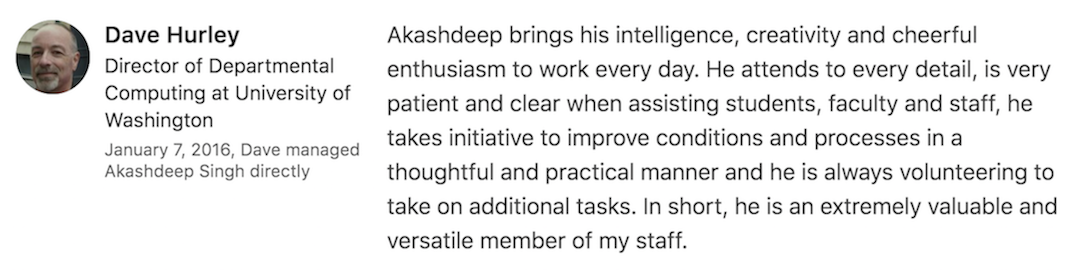 Dave Hurley
Director of Departmental
Computing at University of
Washington
January 7, 2016, Dave managed
Akashdeep Singh directly
Akashdeep brings his intelligence, creativity and cheerful
enthusiasm to work every day. He attends to every detail, is very
patient and clear when assisting students, faculty and staff, he
takes initiative to improve conditions and processes in a
thoughtful and practical manner and he is always volunteering to
take on additional tasks. In short, he is an extremely valuable and
versatile member of my staff.